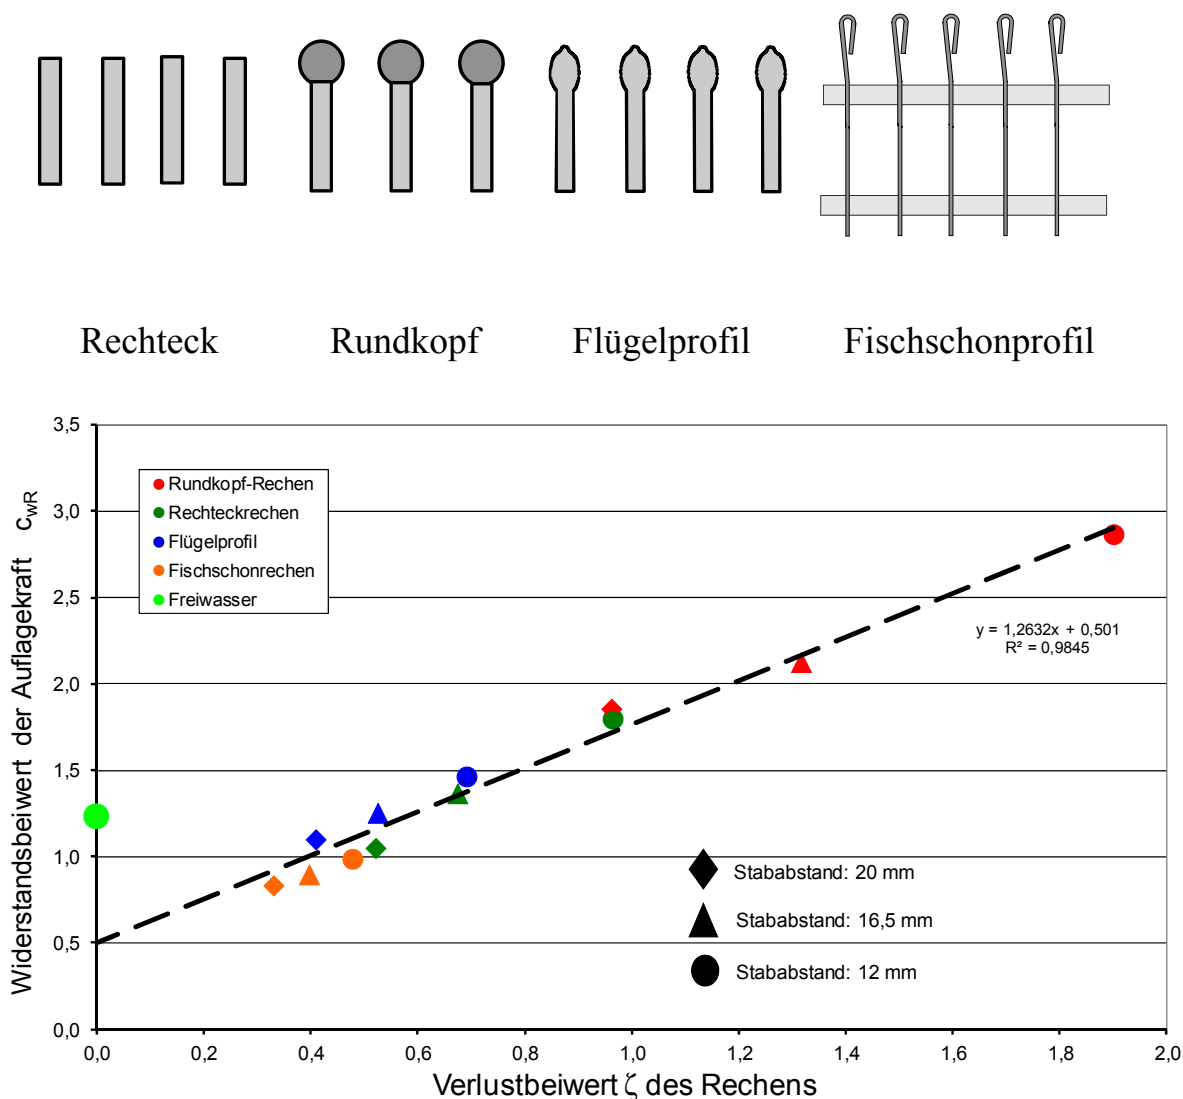 Rechteck
Rundkopf
Flügelprofil
Fischschonprofil
Widerstandsbeiwert der Auflagekraft c_wR
3,5
3,0
2,5
2,0
1,5
1,0
0,5
0,0
Rundkopf-Rechen
Rechteckrechen
Flügelprofil
Fischschonrechen
Freiwasser
y = 1,2632x + 0,501
R² = 0,9845
Stababstand: 20 mm
Stababstand: 16,5 mm
Stababstand: 12 mm
0,0 0,2 0,4 0,6 0,8 1,0 1,2 1,4 1,6 1,8 2,0
Verlustbeiwert ζ des Rechens